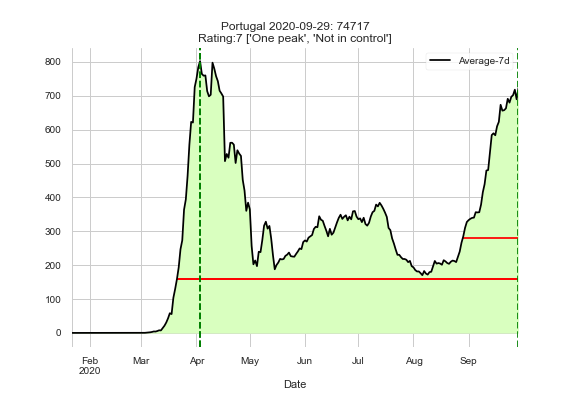 Portugal 2020-09-29: 74717
Rating:7 ['One peak', 'Not in control']
Average-7d
800
700
600
500
400
300
200
100
0
Feb Mar Apr May Jun Jul Aug Sep
2020
Date